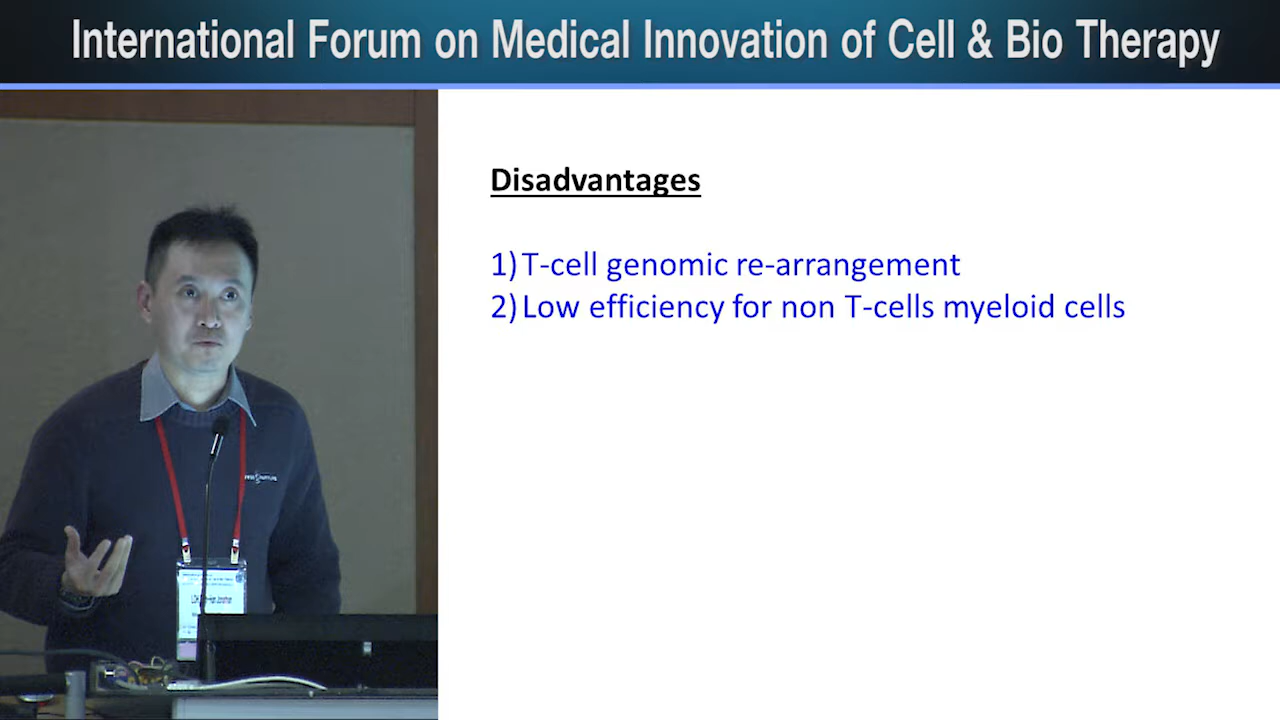 International Forum on Medical Innovation of Cell & Bio Therapy
Disadvantages
1) T-cell genomic re-arrangement
2) Low efficiency for non T-cells myeloid cells